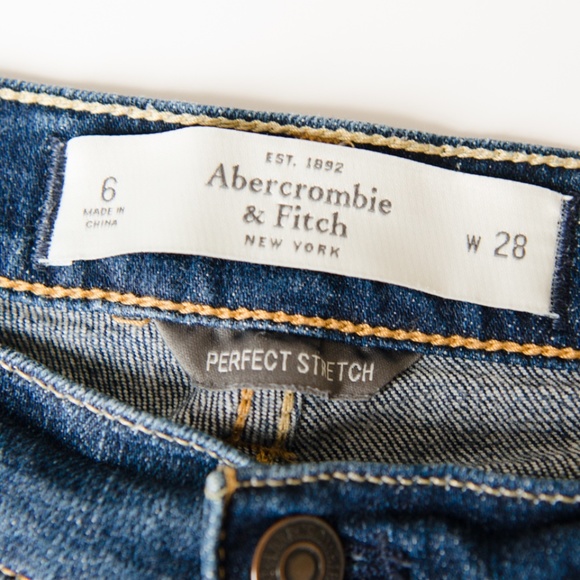 EST. 1892
Abercrombie
& Fitch
NEW YORK
6
MADE IN
CHINA
W 28
PERFECT STRETCH